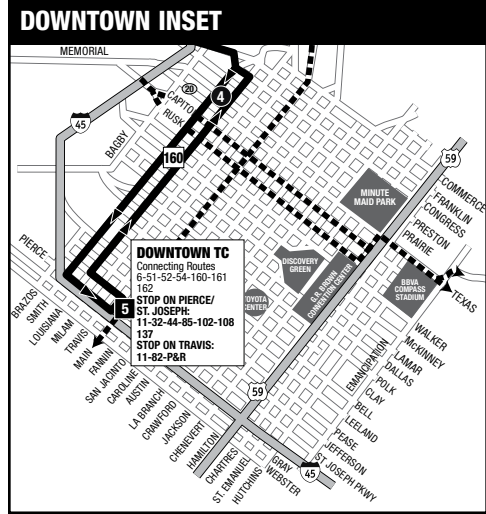 DOWNTOWN INSET
MEMORIAL
20
CAPITO
RUSK
4
45
BAGBY
160
59
COMMERCE
FRANKLIN
CONGRESS
PRESTON
PRAIRIE
MINUTE
MAID PARK
TEXAS
PIERCE
DOWNTOWN TC
Connecting Routes
6-51-52-54-160-161
162
STOP ON PIERCE/
ST. JOSEPH:
11-32-44-85-102-108
137
STOP ON TRAVIS:
11-82-P&R
5
DISCOVERY
GREEN
G.R. BROWN
CONVENTION CENTER
TOYOTA
CENTER
BBVA
COMPASS
STADIUM
BRAZOS
SMITH
LOUISIANA
MILAM
TRAVIS
MAIN
FANNIN
SAN JACINTO
CAROLINE
AUSTIN
LA BRANCH
CRAWFORD
JACKSON
CHENEVERT
HAMILTON
CHARTRES
ST. EMANUEL
HUTCHINS
59
EMANCIPATION
WALKER
McKINNEY
LAMAR
DALLAS
POLK
CLAY
BELL
LEELAND
PEASE
JEFFERSON
ST JOSEPH PKWY
GRAY
WEBSTER
45